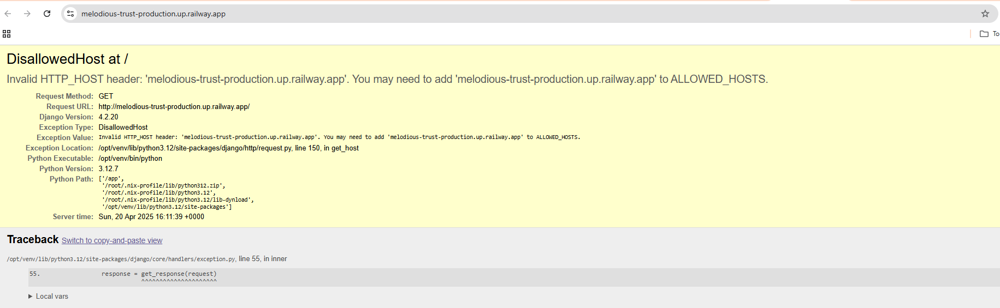 melodious-trust-production.up.railway.app
To
DisallowedHost at /
Invalid HTTP_HOST header: 'melodious-trust-production.up.railway.app'. You may need to add 'melodious-trust-production.up.railway.app' to ALLOWED_HOSTS.
Request Method: GET
Request URL: http://melodious-trust-production.up.railway.app/
Django Version: 4.2.20
Exception Type: DisallowedHost
Exception Value: Invalid HTTP_HOST header: 'melodious-trust-production.up.railway.app'. You may need to add 'melodious-trust-production.up.railway.app' to ALLOWED_HOSTS.
Exception Location: /opt/venv/lib/python3.12/site-packages/django/http/request.py, line 150, in get_host
Python Executable: /opt/venv/bin/python
Python Version: 3.12.7
Python Path: ['/app',
'/root/.nix-profile/lib/python312.zip',
'/root/.nix-profile/lib/python3.12',
'/root/.nix-profile/lib/python3.12/lib-dynload',
'/opt/venv/lib/python3.12/site-packages']
Server time: Sun, 20 Apr 2025 16:11:39 +0000
Traceback Switch to copy-and-paste view
/opt/venv/lib/python3.12/site-packages/django/core/handlers/exception.py, line 55, in inner
55. response = get_response(request)
^^^^^^^^^^^^^^^^^^^^^
Local vars